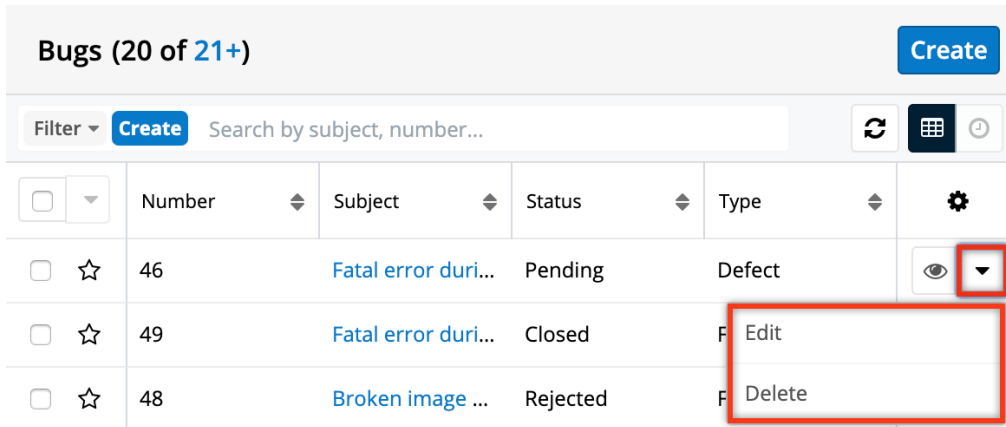 Bugs (20 of 21+)
Create
Filter Create Search by subject, number...
Number Subject Status Type
46 Fatal error duri... Pending Defect
49 Fatal error duri... Closed F
Edit
48 Broken image ... Rejected F
Delete